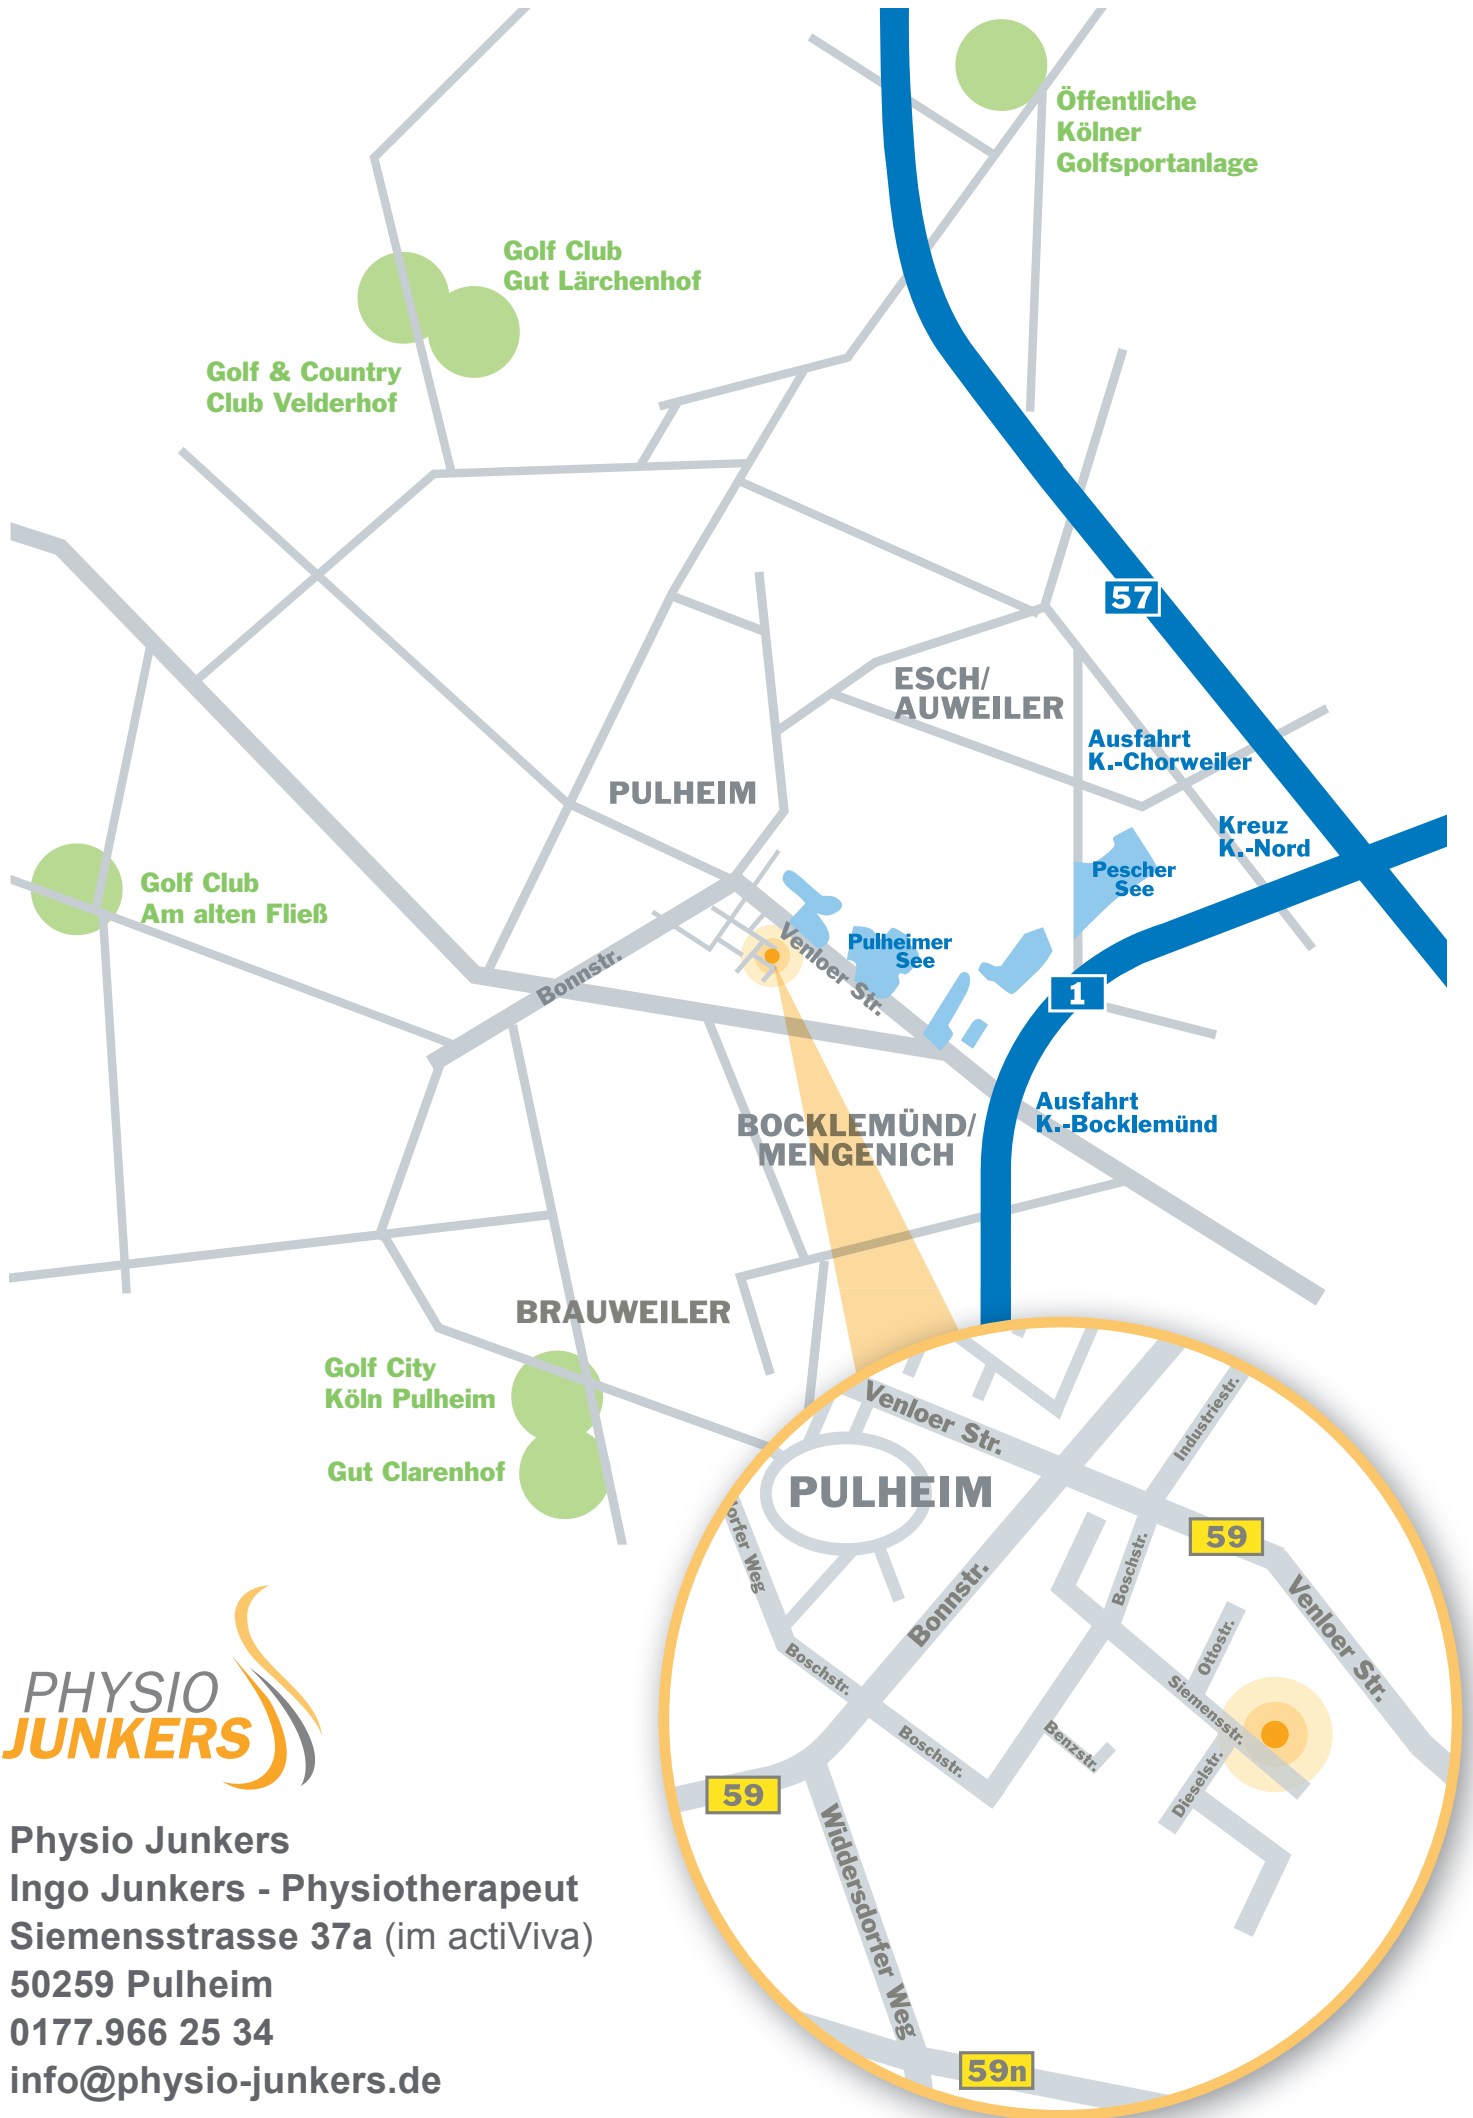 Öffentliche
Kölner
Golfsportanlage
Golf Club
Gut Lärchenhof
Golf & Country
Club Velderhof
57
ESCH/
AUWEILER
Ausfahrt
K.-Chorweiler
PULHEIM
Kreuz
K.-Nord
Pescher
See
Golf Club
Am alten Fließ
Pulheimer
See
Venloer Str.
Bonnstr.
1
Ausfahrt
K.-Bocklemünd
BOCKLEMÜND/
MENGENICH
BRAUWEILER
Golf City
Köln Pulheim
Gut Clarenhof
Venloer Str.
Industriestr.
PULHEIM
59
dorfer Weg
Boschstr.
Bonnstr.
Venloer Str.
Ottostr.
Boschstr.
Siemensstr.
Boschstr.
Benzstr.
Dieselstr.
59
Widdersdorfer Weg
59n
PHYSIO
JUNKERS
Physio Junkers
Ingo Junkers - Physiotherapeut
Siemensstrasse 37a (im actiViva)
50259 Pulheim
0177.966 25 34
info@physio-junkers.de